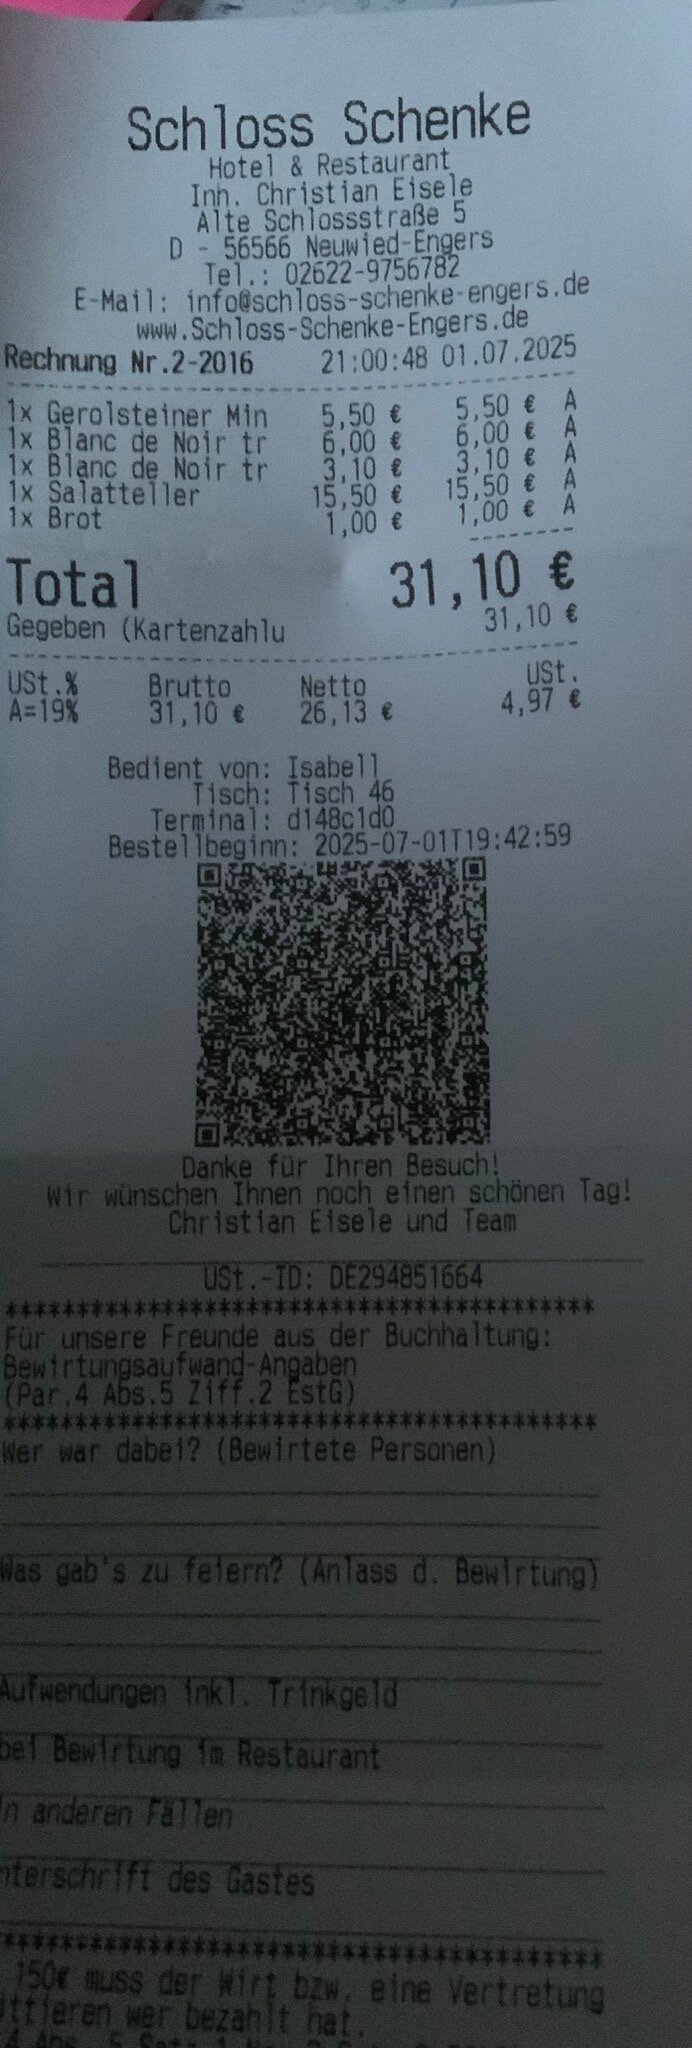 Schloss Schenke
Hotel & Restaurant
Inh. Christian Eisele
Alte Schlossstraße 5
D - 56566 Neuwied-Engers
Tel.: 02622-9756782
E-Mail: info@schloss-schenke-engers.de
www.Schloss-Schenke-Engers.de
Rechnung Nr.2-2016 21:00:48 01.07.2025
1x Gerolsteiner Min 5,50 € 5,50 € A
1x Blanc de Noir tr 6,00 € 6,00 € A
1x Blanc de Noir tr 3,10 € 3,10 € A
1x Salatteller 15,50 € 15,50 € A
1x Brot 1,00 € 1,00 € A
Total 31,10 €
Gegeben (Kartenzahlu 31,10 €
USt.% Brutto Netto USt.
A=19% 31,10 € 26,13 € 4,97 €
Bedient von: Isabell
Tisch: Tisch 46
Terminal: d148c1d0
Bestellbeginn: 2025-07-01T19:42:59
Danke für Ihren Besuch!
Wir wünschen Ihnen noch einen schönen Tag!
Christian Eisele und Team
USt.-ID: DE294851664
******************************************
Für unsere Freunde aus der Buchhaltung:
Bewirtungsaufwand-Angaben
(Par.4 Abs.5 Ziff.2 EstG)
******************************************
Wer war dabei? (Bewirtete Personen)
Was gab's zu feiern? (Anlass d. Bewirtung)
Aufwendungen inkl. Trinkgeld
bei Bewirtung im Restaurant
In anderen Fällen
nterschrift des Gastes
******************************************
150€ muss der Wirt bzw. eine Vertretung
ittieren wer bezahlt hat.